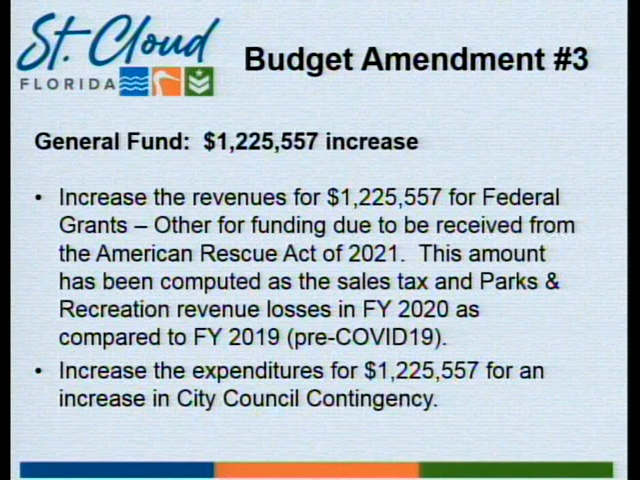 St. Cloud
FLORIDA
Budget Amendment #3
General Fund: $1,225,557 increase
• Increase the revenues for $1,225,557 for Federal
Grants – Other for funding due to be received from
the American Rescue Act of 2021. This amount
has been computed as the sales tax and Parks &
Recreation revenue losses in FY 2020 as
compared to FY 2019 (pre-COVID19).
• Increase the expenditures for $1,225,557 for an
increase in City Council Contingency.